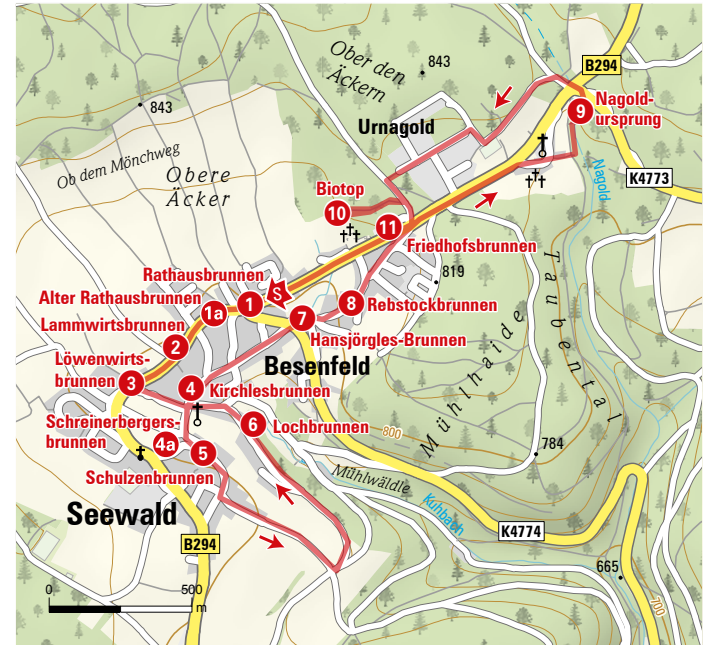 Ober den
Äckern
843
B294
843
Urnagold
9
Nagold-
ursprung
Ob dem Mönchweg
Obere
Äcker
Biotop
10
Nagold
K4773
11
Friedhofsbrunnen
Rathausbrunnen
819
Taubental
Alter Rathausbrunnen
S
1a
1
8
Rebstockbrunnen
Lammwirtsbrunnen
7
Hansjörgles-Brunnen
2
Löwenwirts-
brunnen
3
Besenfeld
Mühlhaide
4
Kirchlesbrunnen
Schreinerbergers-
brunnen
4a
6
Lochbrunnen
800
5
784
Schulzenbrunnen
Mühlwäldle
Kuhbach
Seewald
B294
K4774
665
700
0
500
m